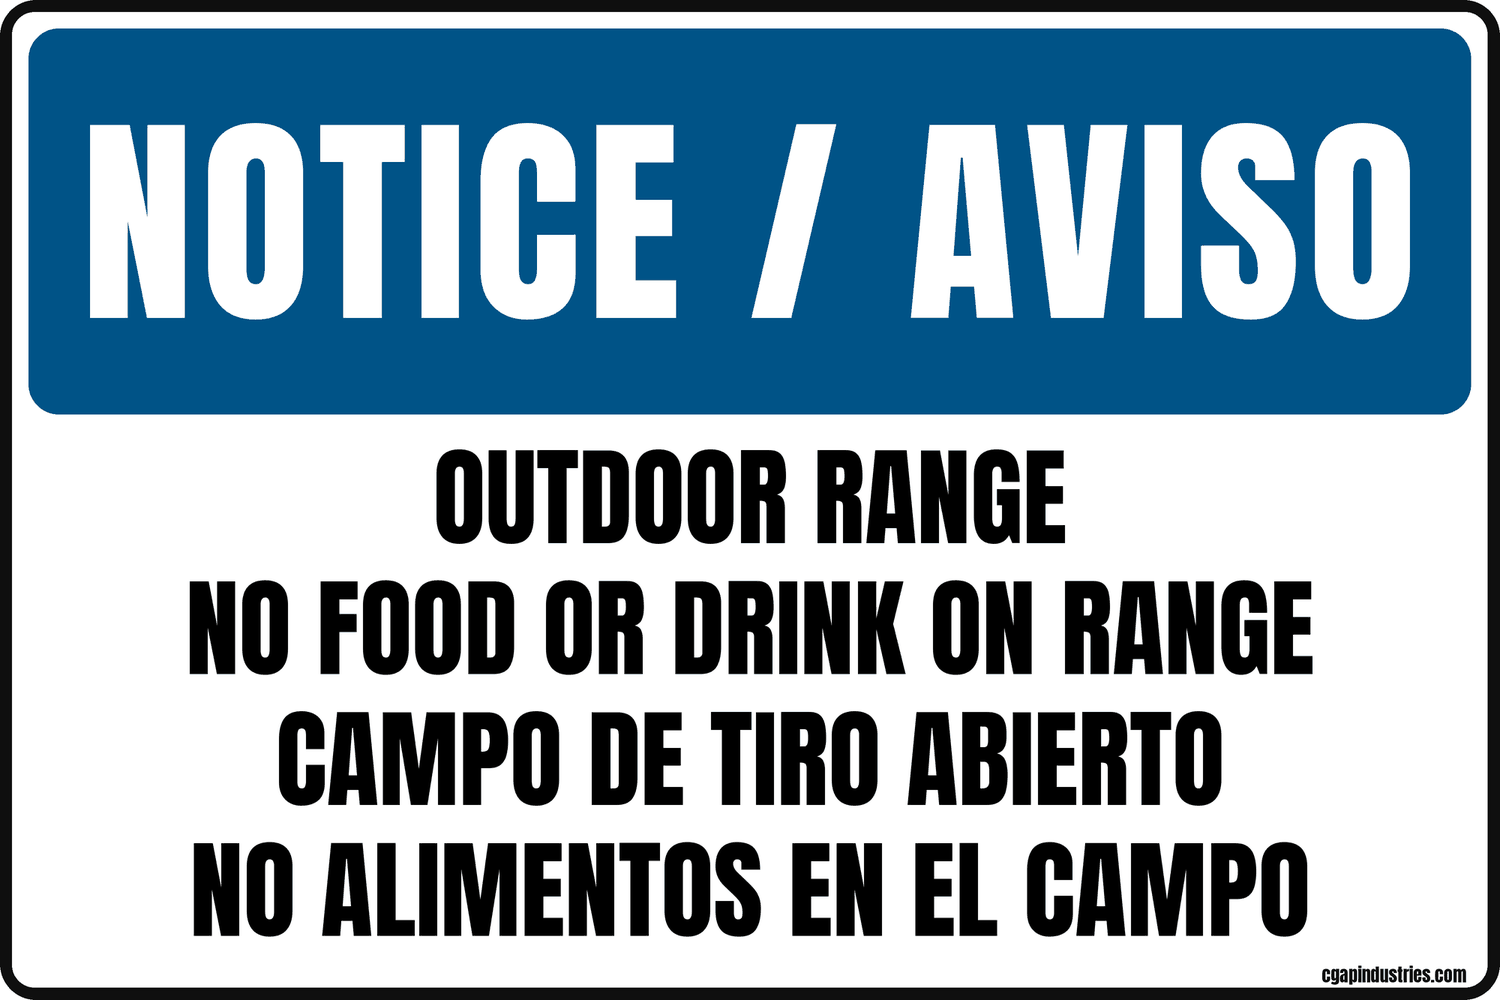 NOTICE / AVISO
OUTDOOR RANGE
NO FOOD OR DRINK ON RANGE
CAMPO DE TIRO ABIERTO
NO ALIMENTOS EN EL CAMPO
cgapindustries.com